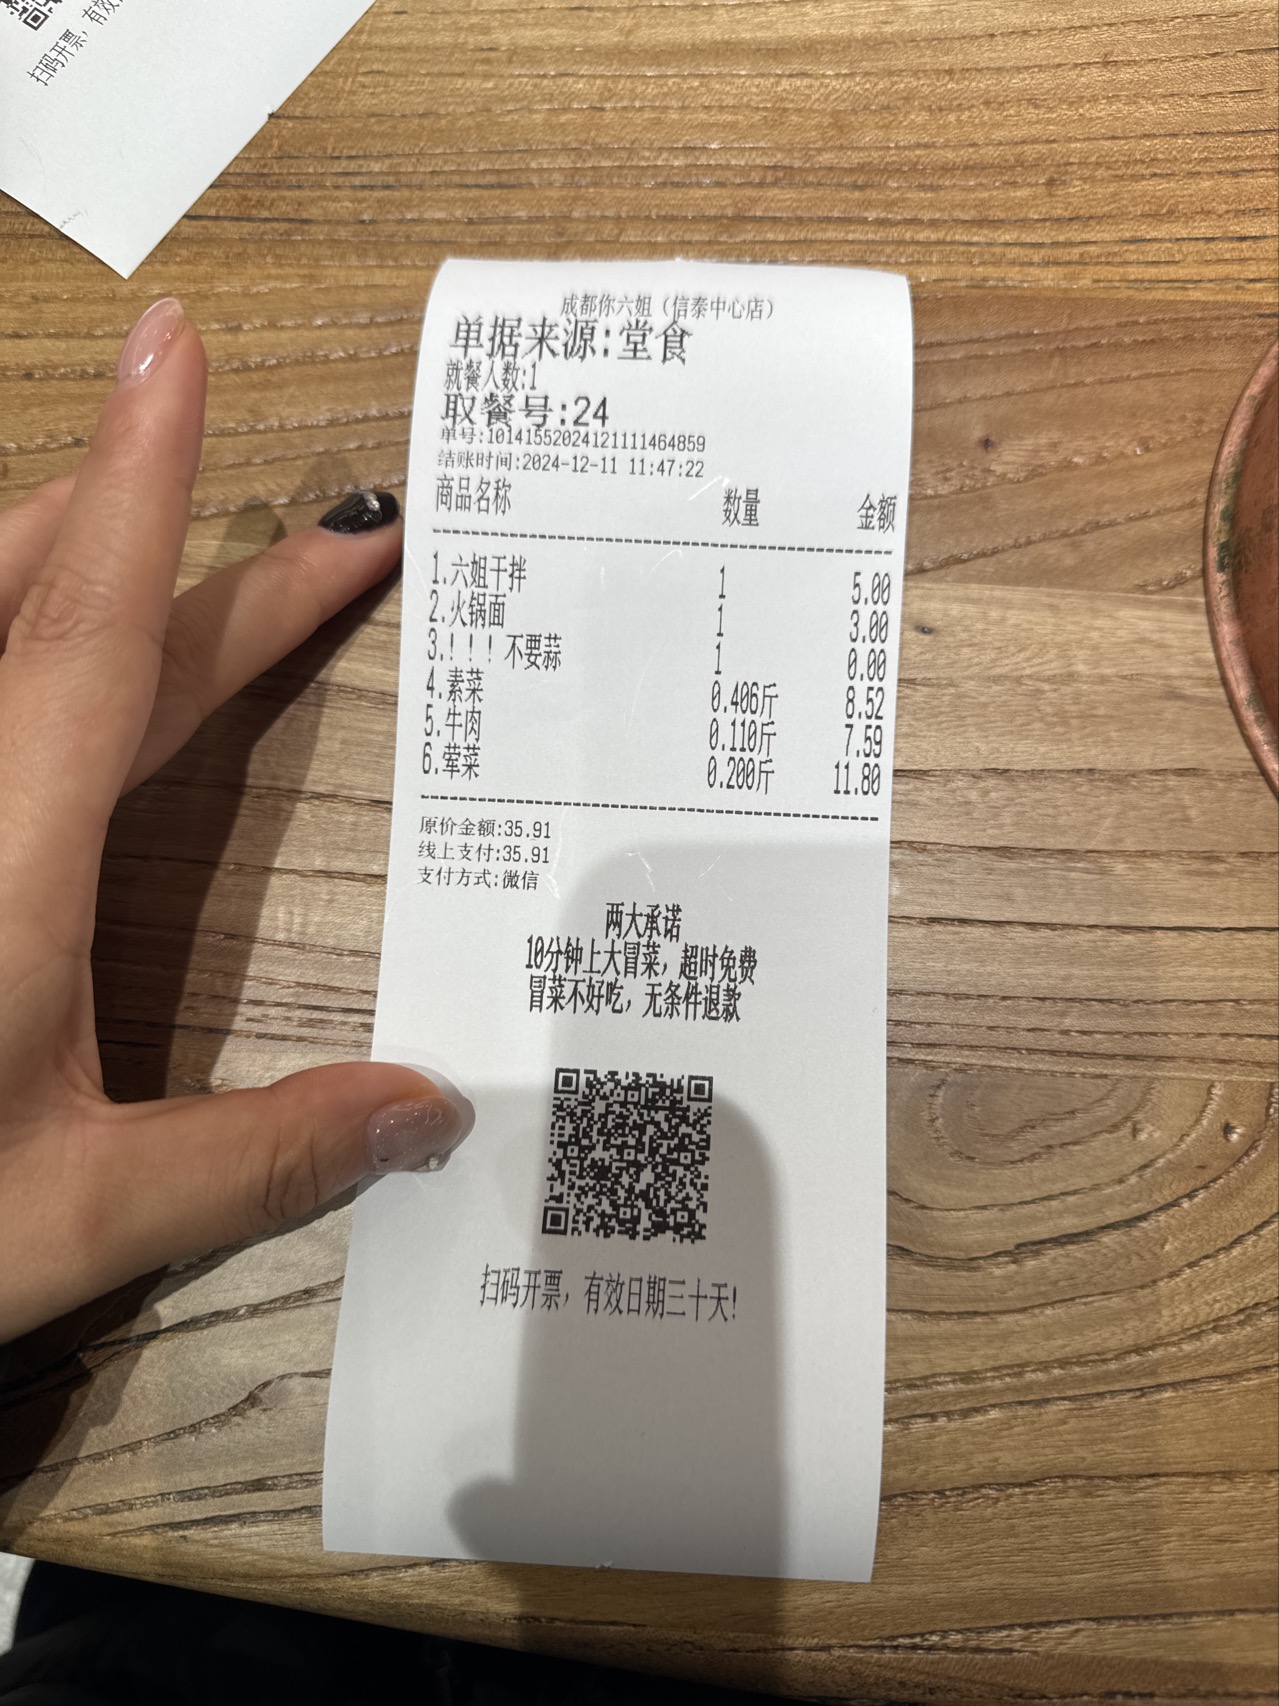 扫码开票，有效
成都你六姐（信泰中心店）
单据来源:堂食
就餐人数:1
取餐号:24
单号:10141552024121111464859
结账时间:2024-12-11 11:47:22
商品名称 数量 金额
1.六姐干拌 1 5.00
2.火锅面 1 3.00
3.！！！不要蒜 1 0.00
4.素菜 0.406斤 8.52
5.牛肉 0.110斤 7.59
6.荤菜 0.200斤 11.80
原价金额:35.91
线上支付:35.91
支付方式:微信
两大承诺
10分钟上大冒菜，超时免费
冒菜不好吃，无条件退款
扫码开票，有效日期三十天!